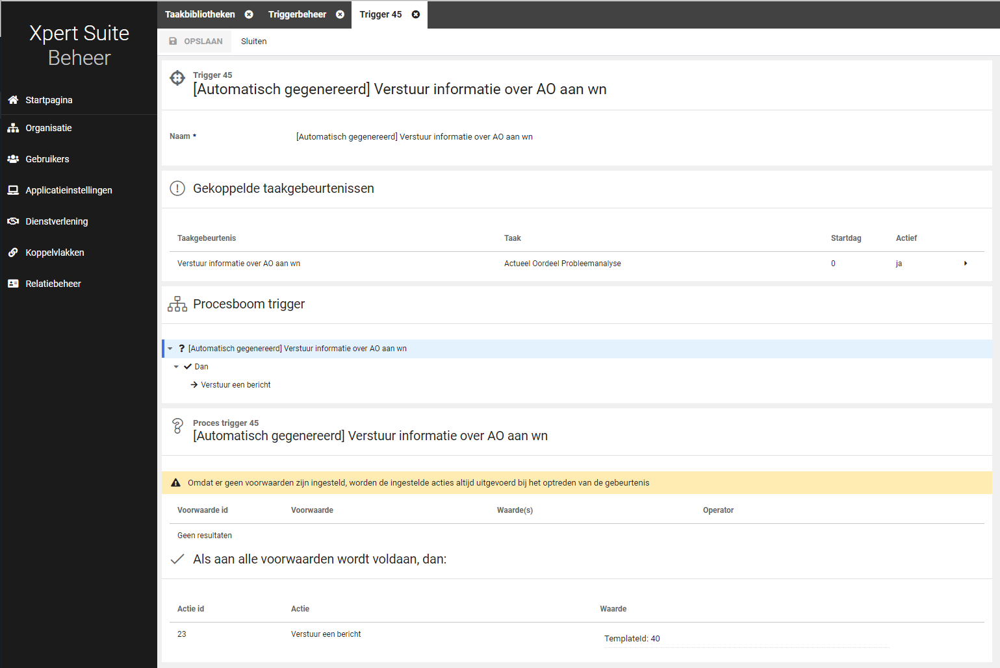 Xpert Suite
Beheer
Startpagina
Organisatie
Gebruikers
Applicatieinstellingen
Dienstverlening
Koppelvlakken
Relatiebeheer
Taakbibliotheken Triggerbeheer Trigger 45
OPSLAAN Sluiten
Trigger 45
[Automatisch gegenereerd] Verstuur informatie over AO aan wn
Naam * [Automatisch gegenereerd] Verstuur informatie over AO aan wn
Gekoppelde taakgebeurtenissen
Taakgebeurtenis Taak Startdag Actief
Verstuur informatie over AO aan wn Actueel Oordeel Probleemanalyse 0 ja
Procesboom trigger
? [Automatisch gegenereerd] Verstuur informatie over AO aan wn
Dan
Verstuur een bericht
Proces trigger 45
[Automatisch gegenereerd] Verstuur informatie over AO aan wn
Omdat er geen voorwaarden zijn ingesteld, worden de ingestelde acties altijd uitgevoerd bij het optreden van de gebeurtenis
Voorwaarde id Voorwaarde Waarde(s) Operator
Geen resultaten
Als aan alle voorwaarden wordt voldaan, dan:
Actie id Actie Waarde
23 Verstuur een bericht TemplateId: 40